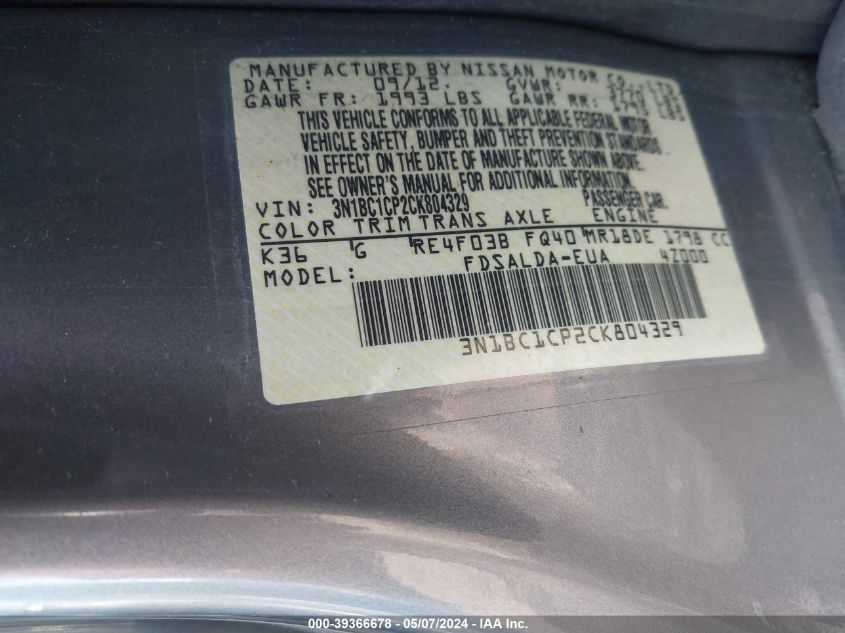 MANUFACTURED BY NISSAN MOTOR CO., LTD.
DATE: 09/12 GVWR: LBS
GAWR FR: 1993 LBS GAWR RR: LBS
THIS VEHICLE CONFORMS TO ALL APPLICABLE FEDERAL MOTOR
VEHICLE SAFETY, BUMPER AND THEFT PREVENTION STANDARDS
IN EFFECT ON THE DATE OF MANUFACTURE SHOWN ABOVE.
SEE OWNER'S MANUAL FOR ADDITIONAL INFORMATION.
VIN: 3N1BC1CP2CK804329 PASSENGER CAR.
COLOR TRIM TRANS AXLE ENGINE
K36 G RE4F03B FQ40 MR18DE 1798 CC
MODEL: FDSALDA-EUA 4Z000
3N1BC1CP2CK804329
000-39366678 - 05/07/2024 - IAA Inc.